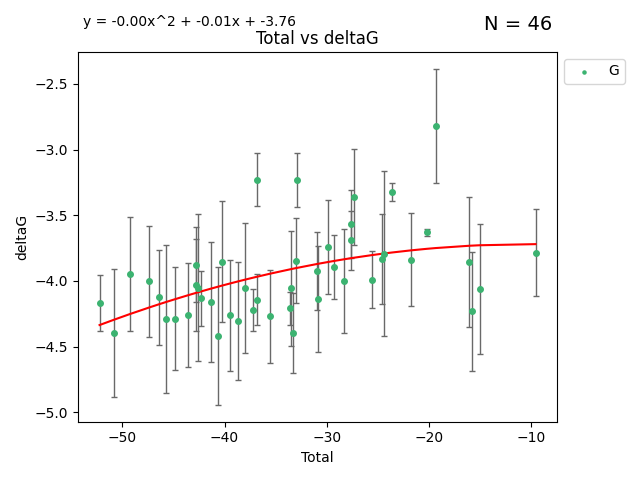 y = -0.00x^2 + -0.01x + -3.76
N = 46
Total vs deltaG
G
deltaG
−2.5
−3.0
−3.5
−4.0
−4.5
−5.0
−50
−40
−30
−20
−10
Total